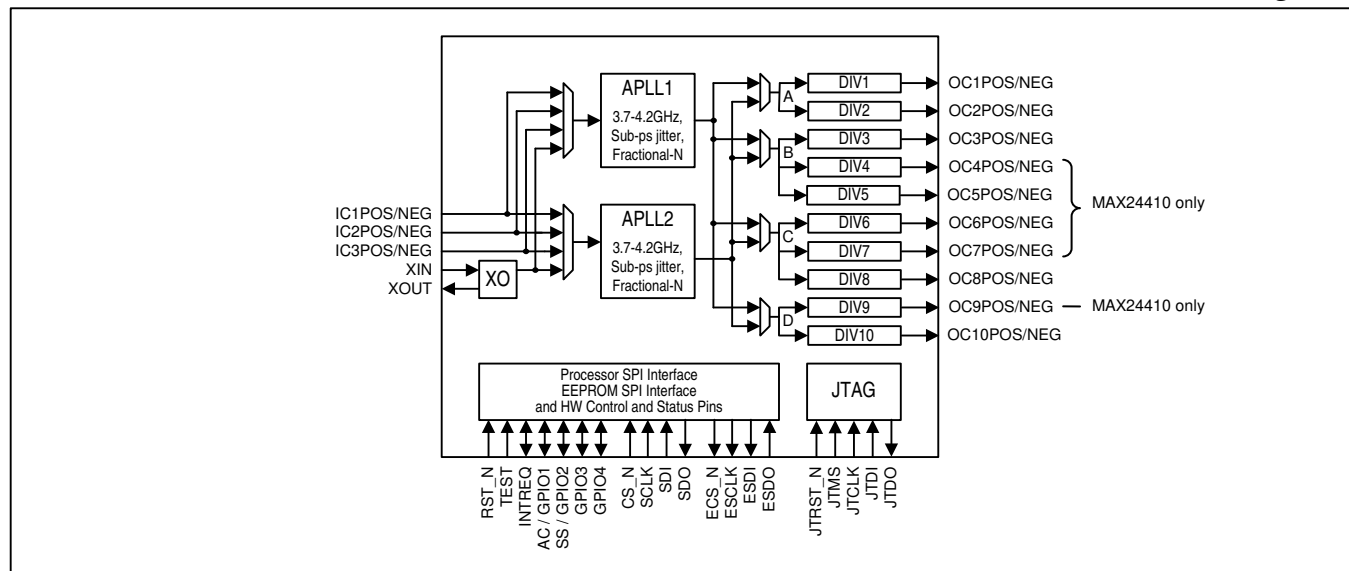 APLL1
3.7-4.2GHz,
Sub-ps jitter,
Fractional-N
APLL2
3.7-4.2GHz,
Sub-ps jitter,
Fractional-N
IC1POS/NEG
IC2POS/NEG
IC3POS/NEG
XIN
XOUT
XO
A
B
C
D
DIV1
DIV2
DIV3
DIV4
DIV5
DIV6
DIV7
DIV8
DIV9
DIV10
OC1POS/NEG
OC2POS/NEG
OC3POS/NEG
OC4POS/NEG
OC5POS/NEG
OC6POS/NEG
OC7POS/NEG
OC8POS/NEG
OC9POS/NEG
OC10POS/NEG
MAX24410 only
MAX24410 only
Processor SPI Interface
EEPROM SPI Interface
and HW Control and Status Pins
JTAG
RST_N
TEST
INTREQ
AC / GPIO1
SS / GPIO2
GPIO3
GPIO4
CS_N
SCLK
SDI
SDO
ECS_N
ESCLK
ESDI
ESDO
JTRST_N
JTMS
JTCLK
JTDI
JTDO